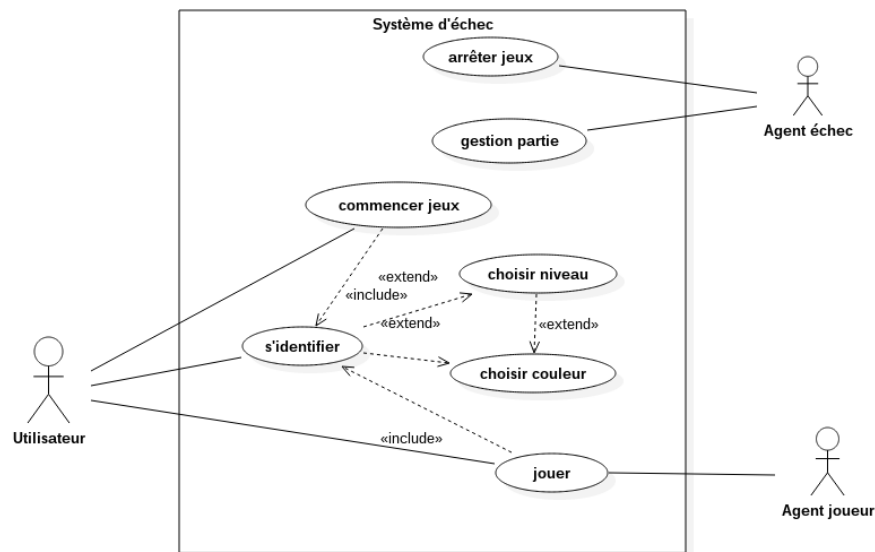 Système d'échec
arrêter jeux
Agent échec
gestion partie
commencer jeux
choisir niveau
«extend»
«include»
«extend»
«extend»
s'identifier
choisir couleur
Utilisateur
«include»
jouer
Agent joueur